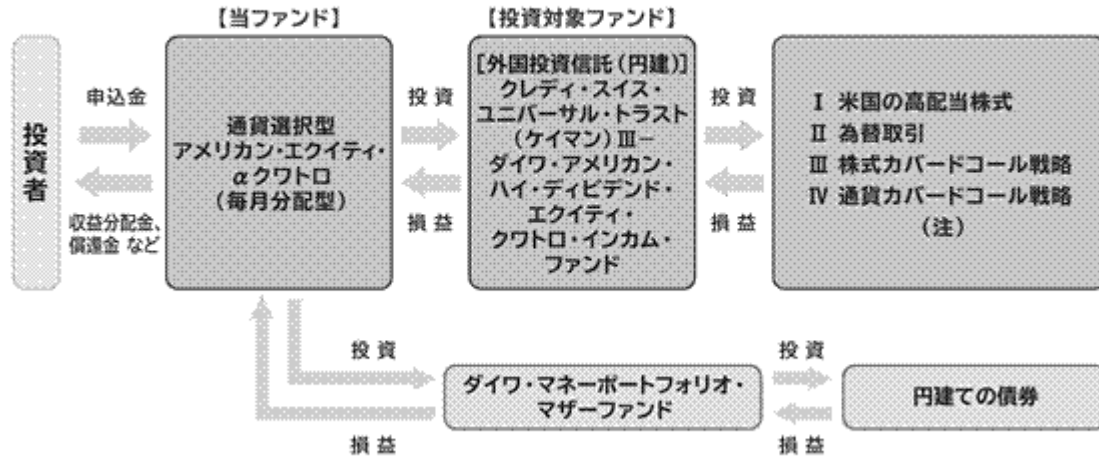 【当ファンド】
【投資対象ファンド】
投資者
申込金
収益分配金、
償還金 など
通貨選択型
アメリカン・エクイティ・
αクワトロ
(毎月分配型)
投資
損益
[外国投資信託(円建)]
クレディ・スイス・
ユニバーサル・トラスト
(ケイマン)Ⅲ−
ダイワ・アメリカン・
ハイ・ディビデンド・
エクイティ・
クワトロ・インカム・
ファンド
投資
損益
Ⅰ 米国の高配当株式
Ⅱ 為替取引
Ⅲ 株式カバードコール戦略
Ⅳ 通貨カバードコール戦略
(注)
投資
損益
ダイワ・マネーポートフォリオ・
マザーファンド
投資
損益
円建ての債券